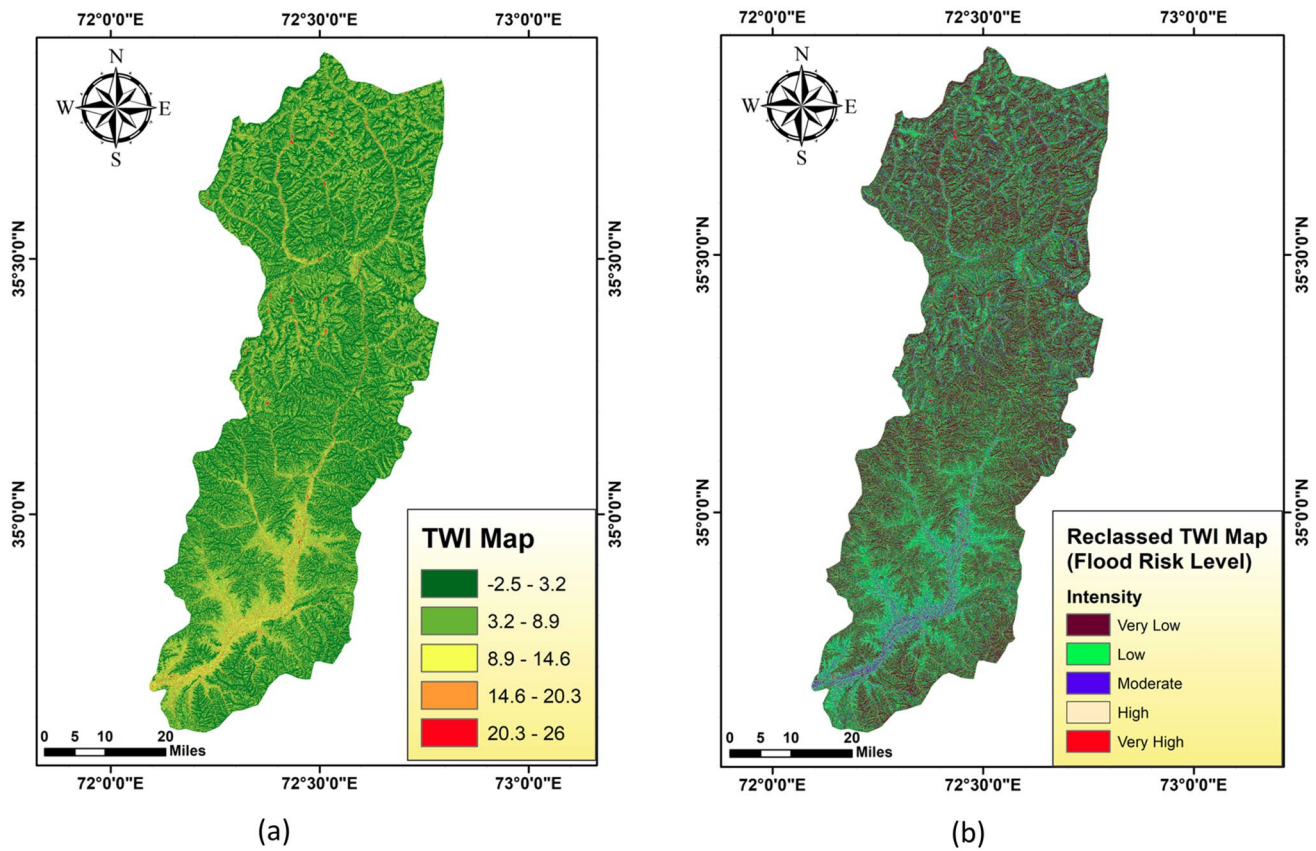 72°0'0"E 72°30'0"E 73°0'0"E
N
W E
S
35°30'0"N 35°30'0"N
35°0'0"N 35°0'0"N
TWI Map
-2.5 - 3.2
3.2 - 8.9
8.9 - 14.6
14.6 - 20.3
20.3 - 26
0 5 10 20
Miles
72°0'0"E 72°30'0"E 73°0'0"E
(a)
72°0'0"E 72°30'0"E 73°0'0"E
N
W E
S
35°30'0"N 35°30'0"N
35°0'0"N 35°0'0"N
Reclassed TWI Map
(Flood Risk Level)
Intensity
Very Low
Low
Moderate
High
Very High
0 5 10 20
Miles
72°0'0"E 72°30'0"E 73°0'0"E
(b)